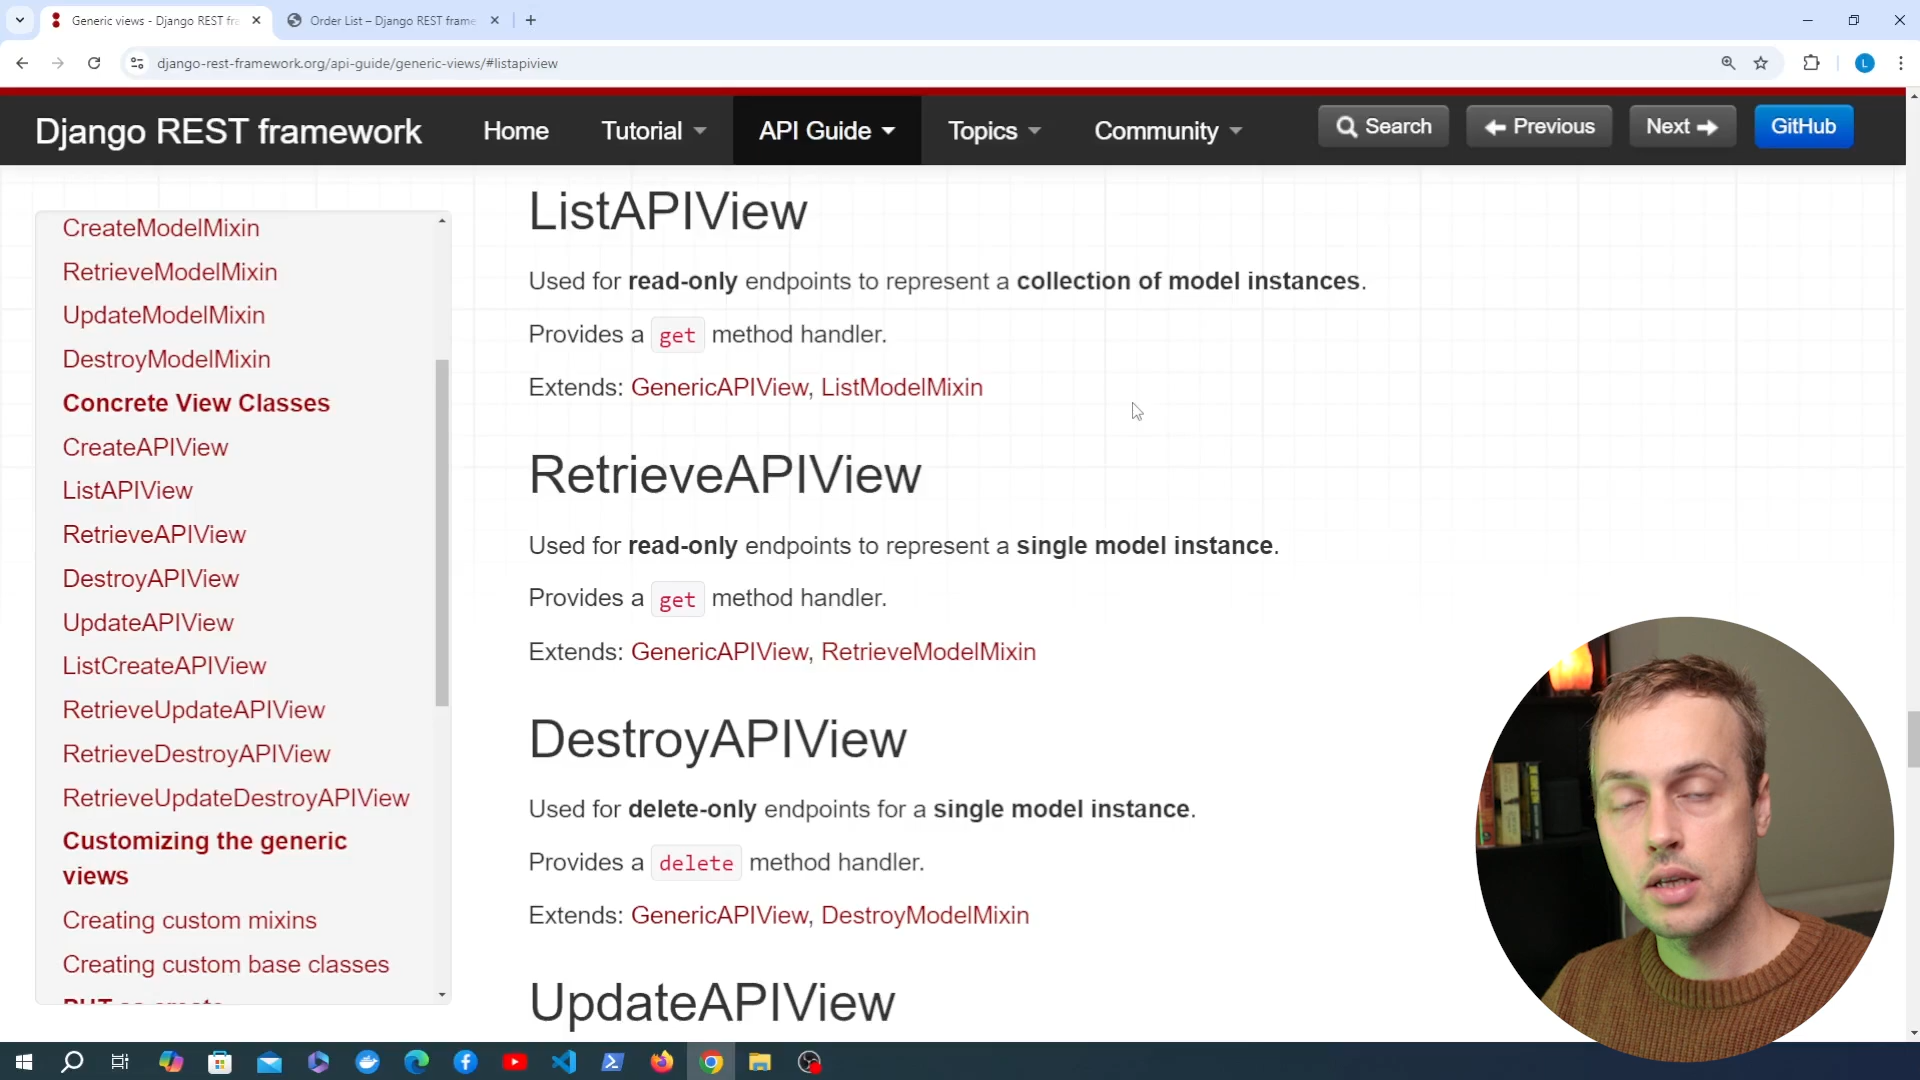 Generic views - Django REST fra
Order List – Django REST frame
django-rest-framework.org/api-guide/generic-views/#listapiview
L
Django REST framework
Home
Tutorial
API Guide
Topics
Community
Search
Previous
Next
GitHub
CreateModelMixin
RetrieveModelMixin
UpdateModelMixin
DestroyModelMixin
Concrete View Classes
CreateAPIView
ListAPIView
RetrieveAPIView
DestroyAPIView
UpdateAPIView
ListCreateAPIView
RetrieveUpdateAPIView
RetrieveDestroyAPIView
RetrieveUpdateDestroyAPIView
Customizing the generic
views
Creating custom mixins
Creating custom base classes
PUT as create
ListAPIView
Used for read-only endpoints to represent a collection of model instances.
Provides a get method handler.
Extends: GenericAPIView, ListModelMixin
RetrieveAPIView
Used for read-only endpoints to represent a single model instance.
Provides a get method handler.
Extends: GenericAPIView, RetrieveModelMixin
DestroyAPIView
Used for delete-only endpoints for a single model instance.
Provides a delete method handler.
Extends: GenericAPIView, DestroyModelMixin
UpdateAPIView